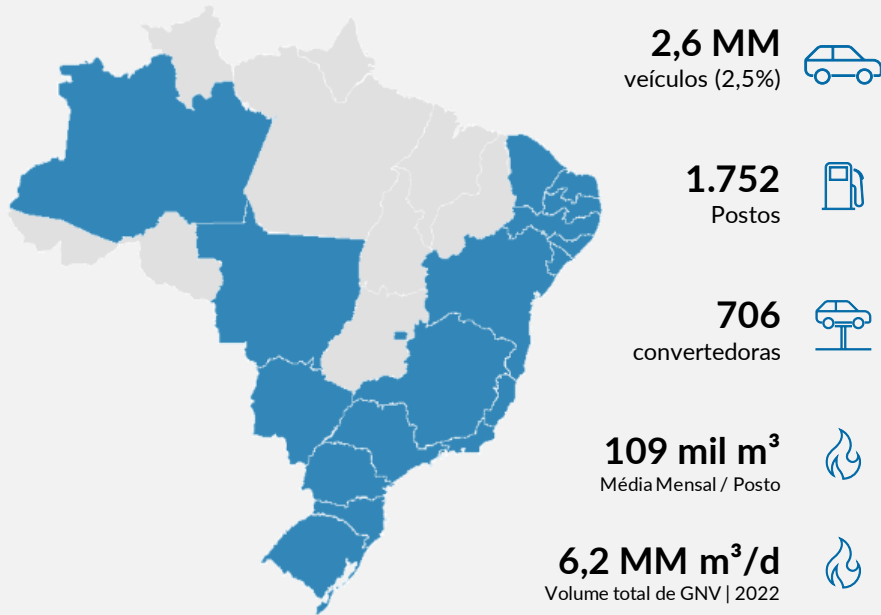 2,6 MM
veículos (2,5%)
1.752
Postos
706
convertedoras
109 mil m³
Média Mensal / Posto
6,2 MM m³/d
Volume total de GNV | 2022